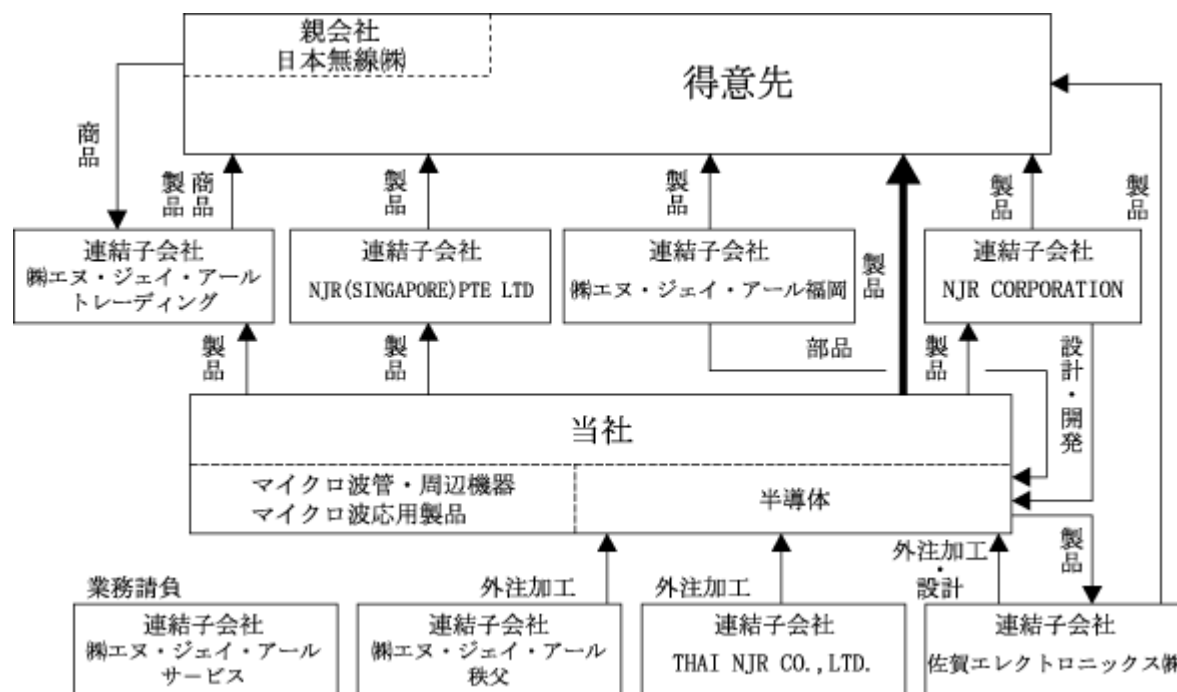 親会社
日本無線㈱
得意先
商品
製品
商品
製品
製品
製品
製品
製品
連結子会社
㈱エヌ・ジェイ・アール
トレーディング
連結子会社
NJR(SINGAPORE)PTE LTD
連結子会社
㈱エヌ・ジェイ・アール福岡
連結子会社
NJR CORPORATION
製品
製品
部品
製品
設計・開発
当社
マイクロ波管・周辺機器
マイクロ波応用製品
半導体
業務請負
外注加工
外注加工
外注加工
・
設計
製品
連結子会社
㈱エヌ・ジェイ・アール
サービス
連結子会社
㈱エヌ・ジェイ・アール
秩父
連結子会社
THAI NJR CO.,LTD.
連結子会社
佐賀エレクトロニックス㈱